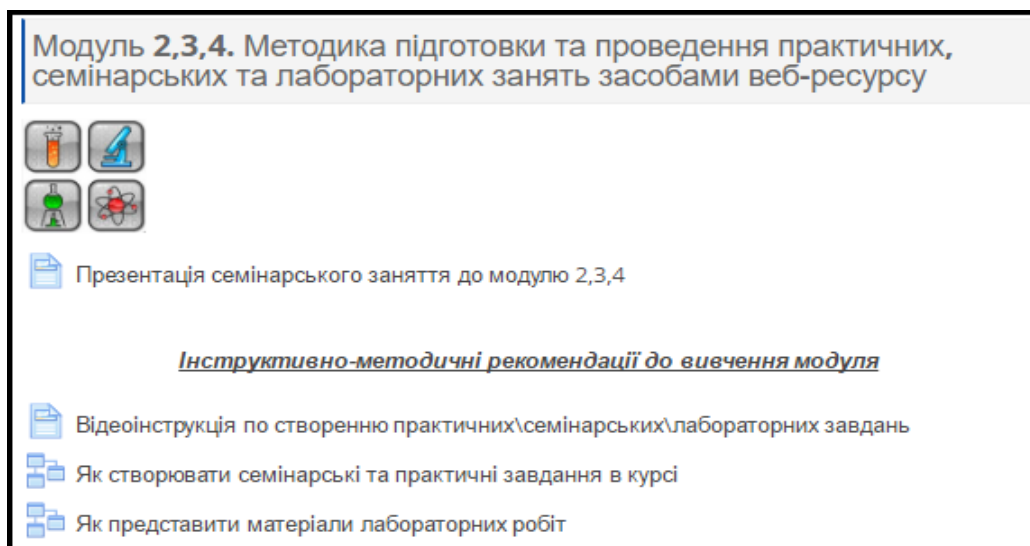 Модуль 2,3,4. Методика підготовки та проведення практичних,
семінарських та лабораторних занять засобами веб-ресурсу
Презентація семінарського заняття до модулю 2,3,4
Інструктивно-методичні рекомендації до вивчення модуля
Відеоінструкція по створенню практичних\семінарських\лабораторних завдань
Як створювати семінарські та практичні завдання в курсі
Як представити матеріали лабораторних робіт